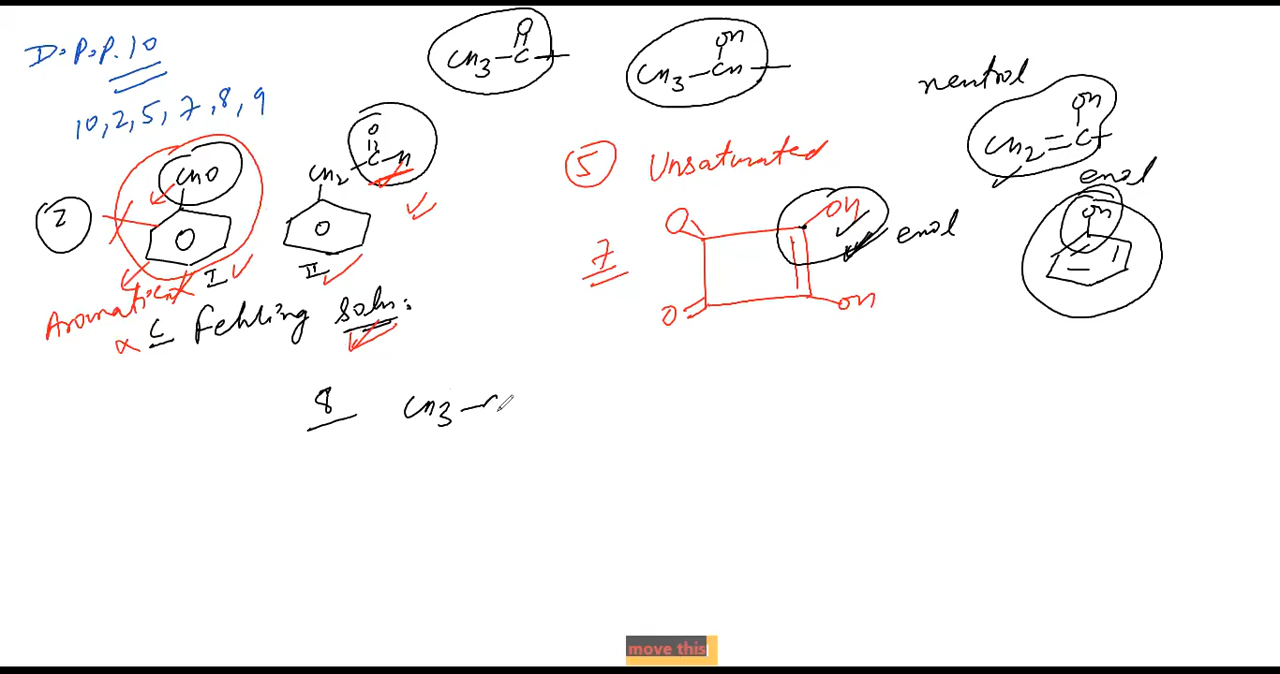 D.P.P.10
10, 2, 5, 7, 8, 9
O
CH3-C-
OH
CH3-CH-
neutrol
OH
CH2=C-
enol
OH
2
CHO
I
O
CH2-C-H
II
Aromatic
c Fehling Soln:
5 Unsaturated
7
O
OH
enol
O
OH
8 CH3-
move this